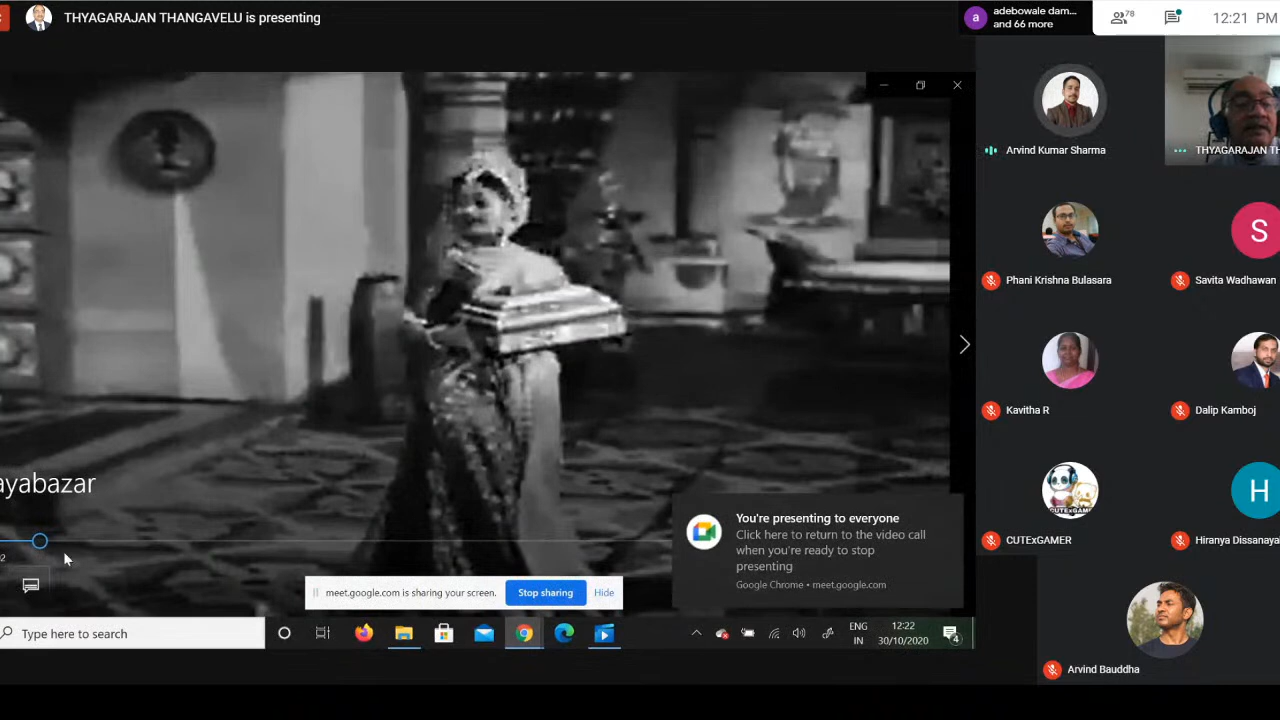 THYAGARAJAN THANGAVELU is presenting
a
adebowale dam...
and 66 more
78
12:21 PM
Arvind Kumar Sharma
THYAGARAJAN TH
Phani Krishna Bulasara
S
Savita Wadhawan
Kavitha R
Dalip Kamboj
CUTExGAMER
CUTExGAMER
H
Hiranya Dissanaya
Arvind Bauddha
ayabazar
02
You're presenting to everyone
Click here to return to the video call
when you're ready to stop
presenting
Google Chrome • meet.google.com
meet.google.com is sharing your screen.
Stop sharing
Hide
Type here to search
ENG
IN
12:22
30/10/2020
4